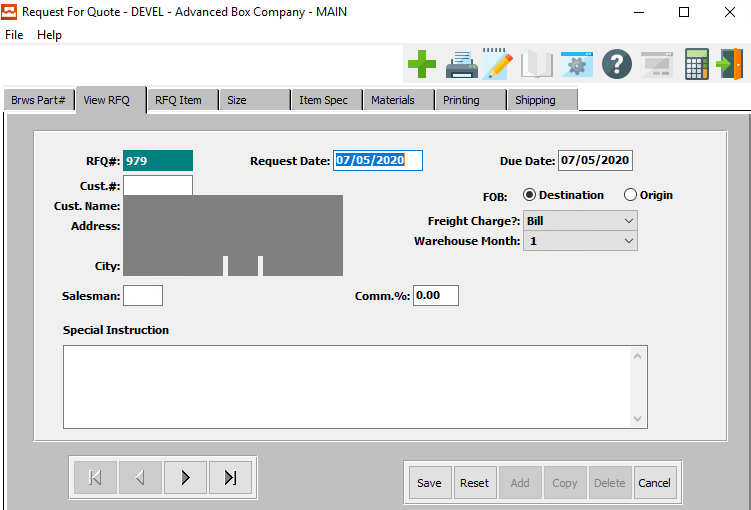 Request For Quote - DEVEL - Advanced Box Company - MAIN
File Help
Brws Part# View RFQ RFQ Item Size Item Spec Materials Printing Shipping
RFQ#: 979 Request Date: 07/05/2020 Due Date: 07/05/2020
Cust.#: FOB: Destination Origin
Cust. Name: Freight Charge?: Bill
Address: Warehouse Month: 1
City:
Salesman: Comm.%: 0.00
Special Instruction
Save Reset Add Copy Delete Cancel